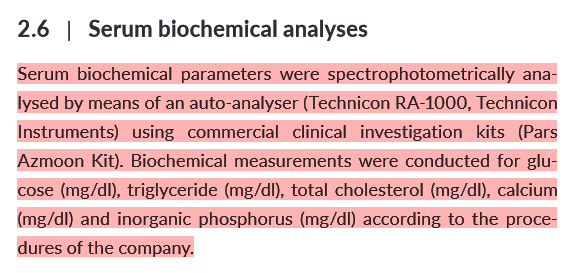 2.6 | Serum biochemical analyses
Serum biochemical parameters were spectrophotometrically ana-
lysed by means of an auto-analyser (Technicon RA-1000, Technicon
Instruments) using commercial clinical investigation kits (Pars
Azmoon Kit). Biochemical measurements were conducted for glu-
cose (mg/dl), triglyceride (mg/dl), total cholesterol (mg/dl), calcium
(mg/dl) and inorganic phosphorus (mg/dl) according to the proce-
dures of the company.